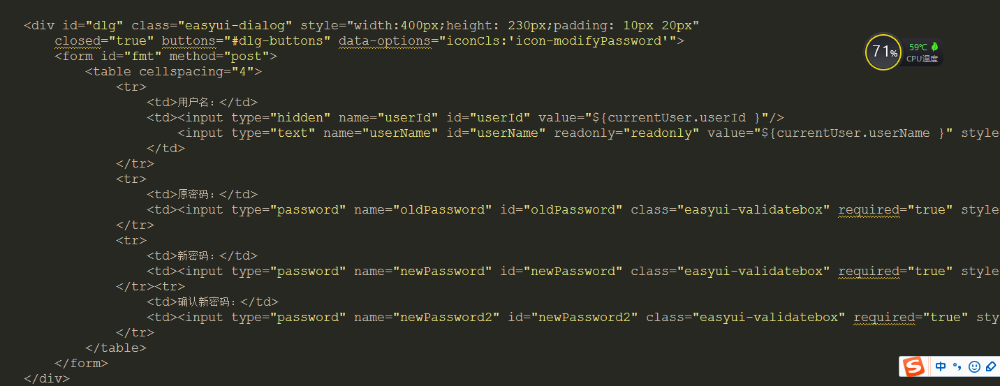 <div id="dlg" class="easyui-dialog" style="width:400px;height: 230px;padding: 10px 20px"
    closed="true" buttons="#dlg-buttons" data-options="iconCls:'icon-modifyPassword'">
    <form id="fmt" method="post">
        <table cellspacing="4">
            <tr>
                <td>用户名：</td>
                <td><input type="hidden" name="userId" id="userId" value="${currentUser.userId }"/>
                    <input type="text" name="userName" id="userName" readonly="readonly" value="${currentUser.userName }" style
                </td>
            </tr>
            <tr>
                <td>原密码：</td>
                <td><input type="password" name="oldPassword" id="oldPassword" class="easyui-validatebox" required="true" style
            </tr>
            <tr>
                <td>新密码：</td>
                <td><input type="password" name="newPassword" id="newPassword" class="easyui-validatebox" required="true" style
            </tr><tr>
                <td>确认新密码：</td>
                <td><input type="password" name="newPassword2" id="newPassword2" class="easyui-validatebox" required="true" sty
            </tr>
        </table>
    </form>
</div>
71%
59℃
CPU温度
S 中 °,